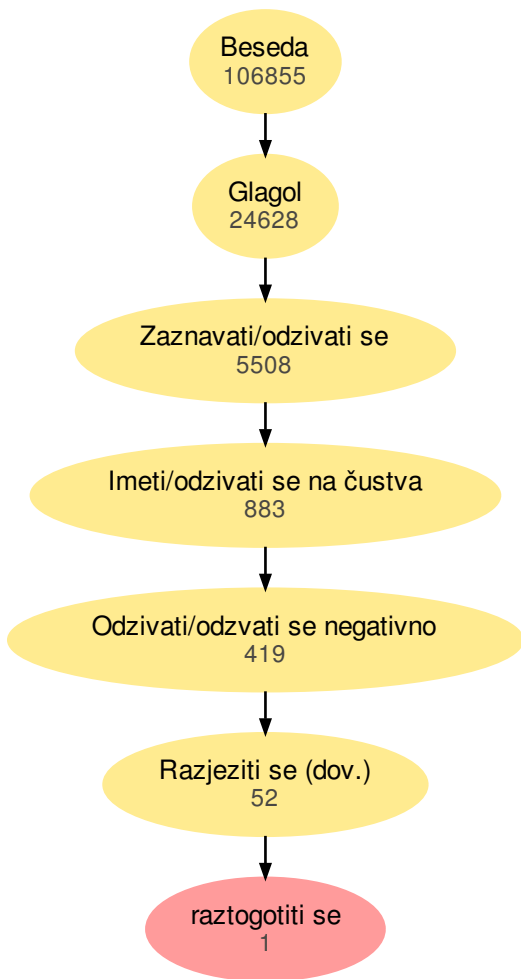 Beseda
106855
Glagol
24628
Zaznavati/odzivati se
5508
Imeti/odzivati se na čustva
883
Odzivati/odzvati se negativno
419
Razjeziti se (dov.)
52
raztogotiti se
1